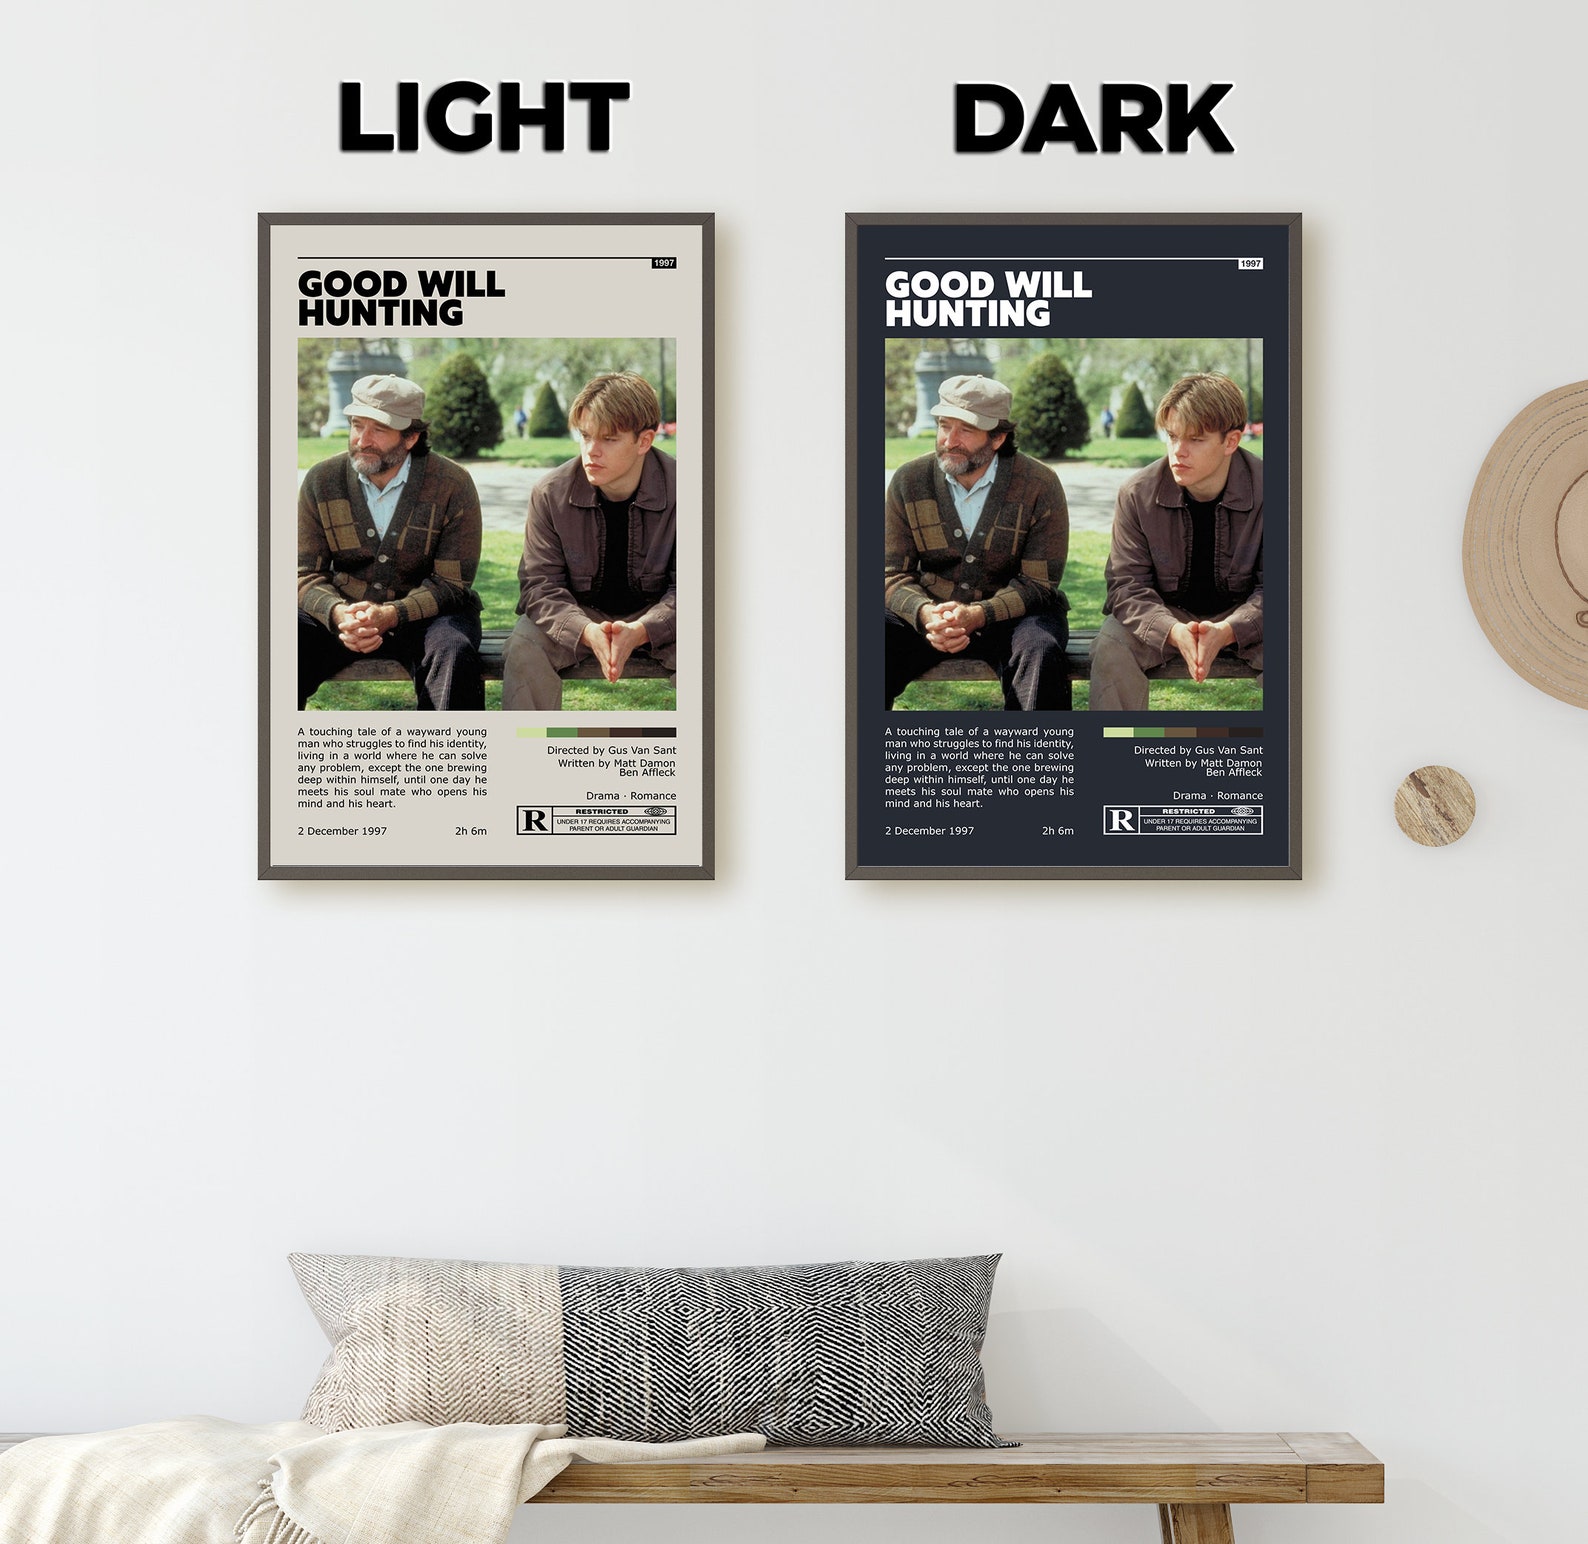 LIGHT
DARK
1997
GOOD WILL
HUNTING
A touching tale of a wayward young
man who struggles to find his identity,
living in a world where he can solve
any problem, except the one brewing
deep within himself, until one day he
meets his soul mate who opens his
mind and his heart.
2 December 1997
2h 6m
Directed by Gus Van Sant
Written by Matt Damon
Ben Affleck
Drama · Romance
R
RESTRICTED
UNDER 17 REQUIRES ACCOMPANYING
PARENT OR ADULT GUARDIAN
1997
GOOD WILL
HUNTING
A touching tale of a wayward young
man who struggles to find his identity,
living in a world where he can solve
any problem, except the one brewing
deep within himself, until one day he
meets his soul mate who opens his
mind and his heart.
2 December 1997
2h 6m
Directed by Gus Van Sant
Written by Matt Damon
Ben Affleck
Drama · Romance
R
RESTRICTED
UNDER 17 REQUIRES ACCOMPANYING
PARENT OR ADULT GUARDIAN